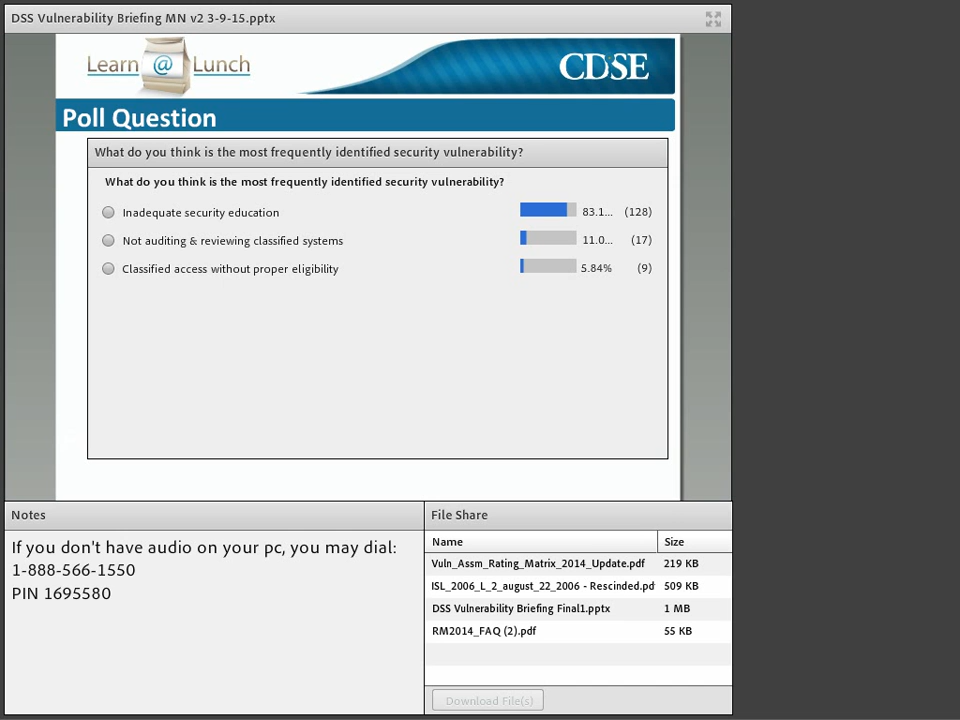 DSS Vulnerability Briefing MN v2 3-9-15.pptx
Learn @ Lunch
CDSE
Poll Question
What do you think is the most frequently identified security vulnerability?
What do you think is the most frequently identified security vulnerability?
Inadequate security education 83.1... (128)
Not auditing & reviewing classified systems 11.0... (17)
Classified access without proper eligibility 5.84% (9)
Notes
If you don't have audio on your pc, you may dial:
1-888-566-1550
PIN 1695580
File Share
Name Size
Vuln_Assm_Rating_Matrix_2014_Update.pdf 219 KB
ISL_2006_L_2_august_22_2006 - Rescinded.pd 509 KB
DSS Vulnerability Briefing Final1.pptx 1 MB
RM2014_FAQ (2).pdf 55 KB
Download File(s)